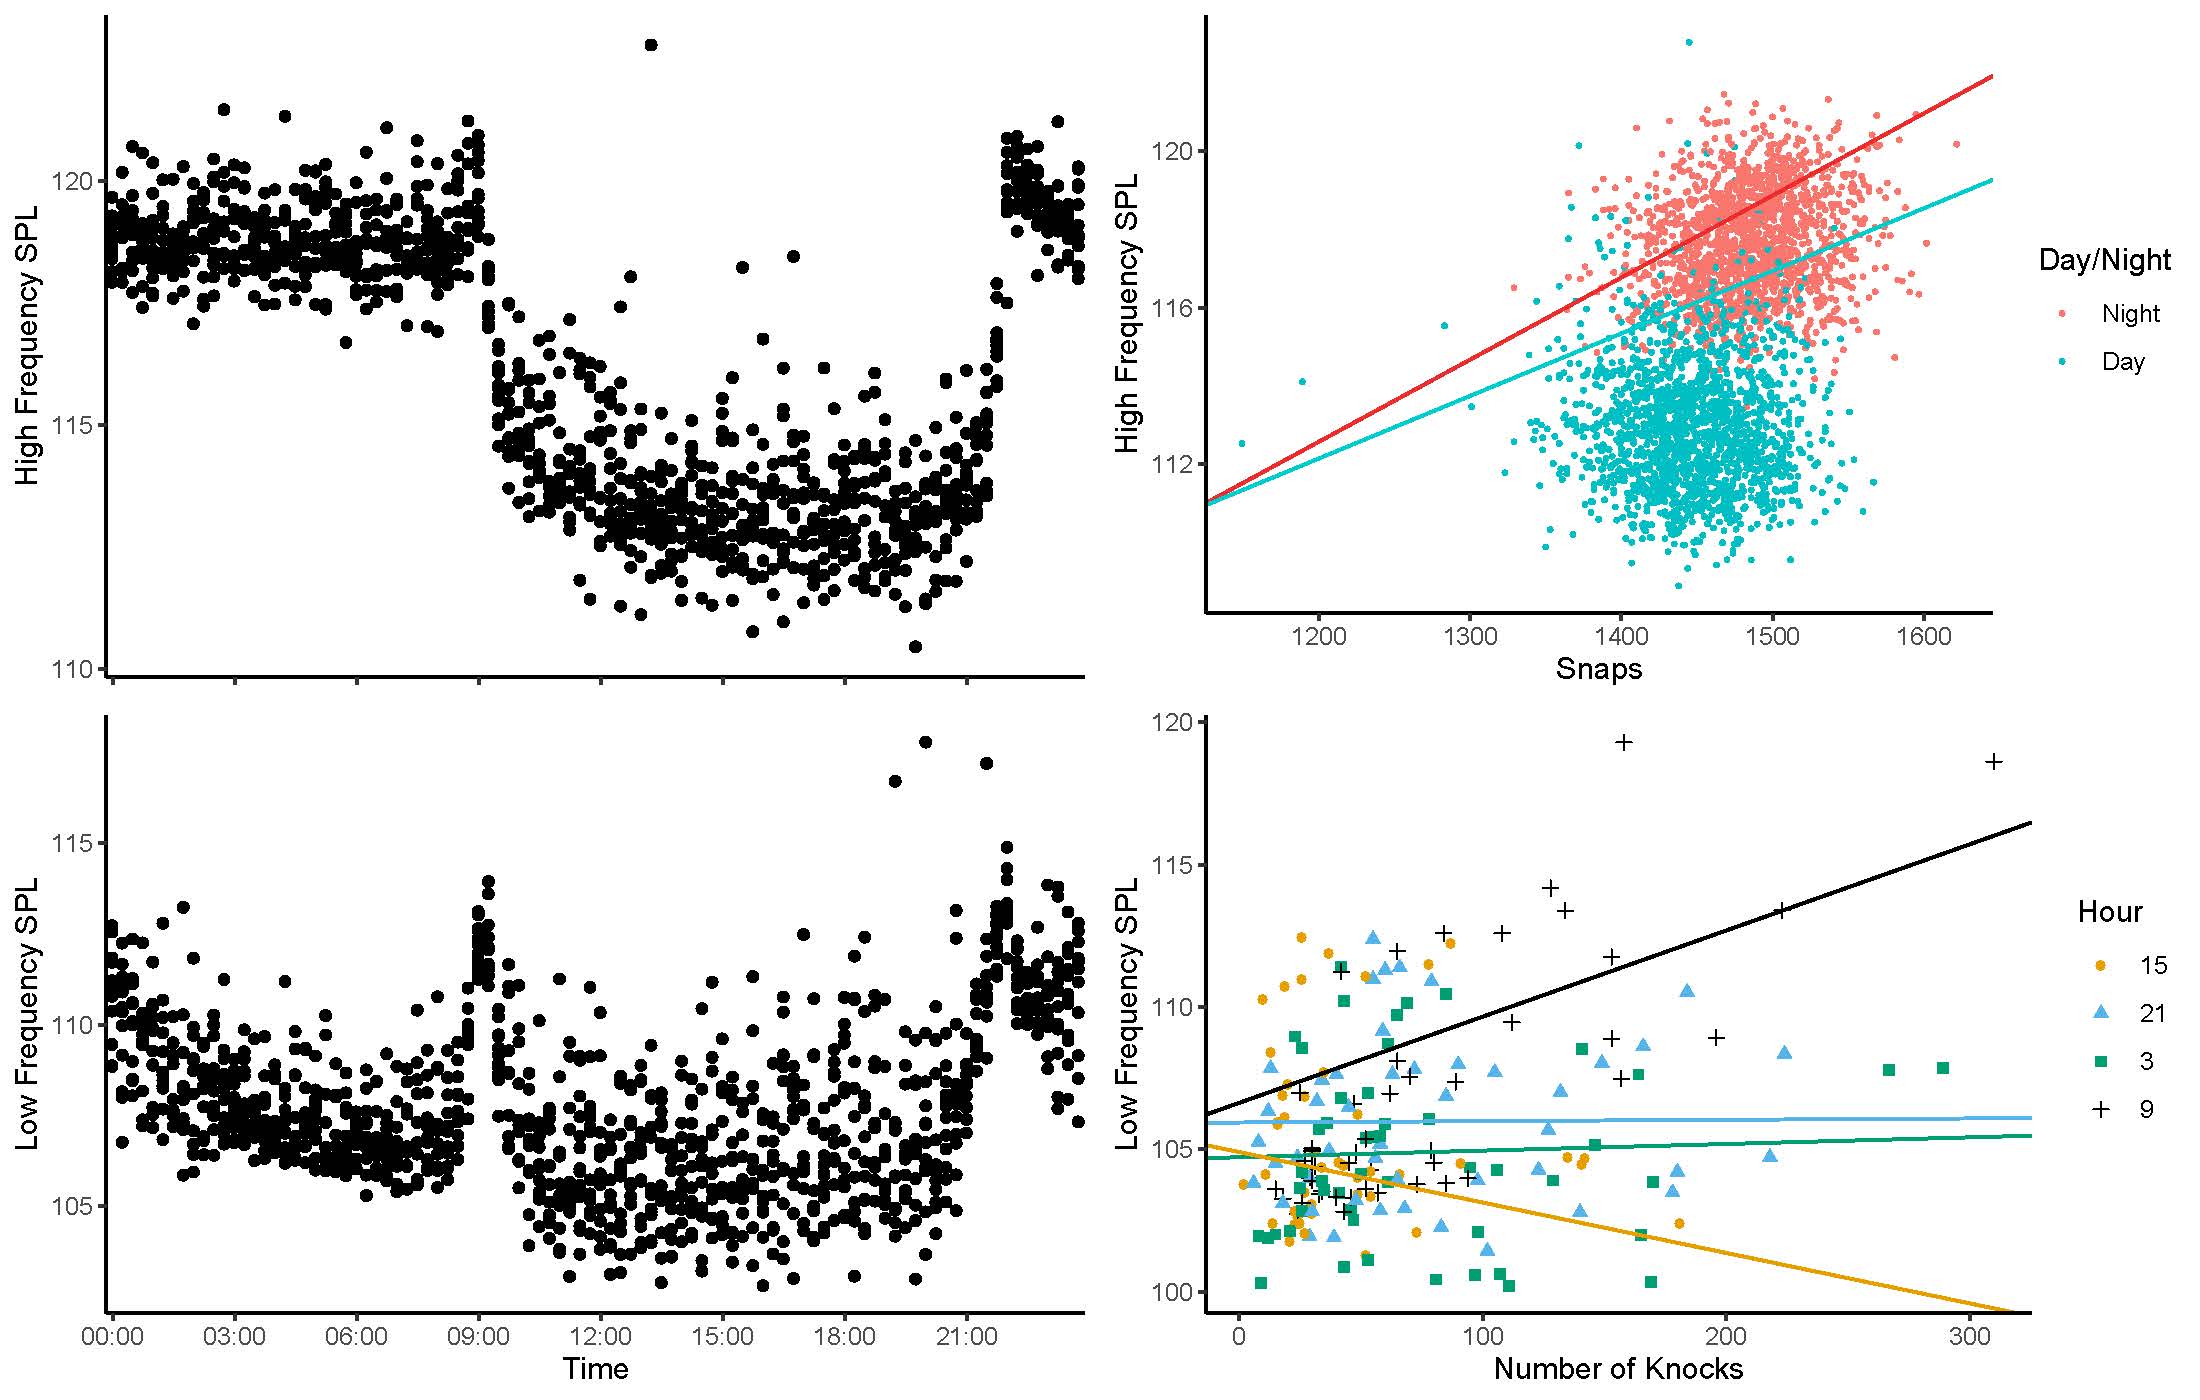 High Frequency SPL
120
115
110
High Frequency SPL
120
116
112
1200 1300 1400 1500 1600
Snaps
Day/Night
Night
Day
Low Frequency SPL
115
110
105
00:00 03:00 06:00 09:00 12:00 15:00 18:00 21:00
Time
Low Frequency SPL
120
115
110
105
100
0 100 200 300
Number of Knocks
Hour
15
21
3
9